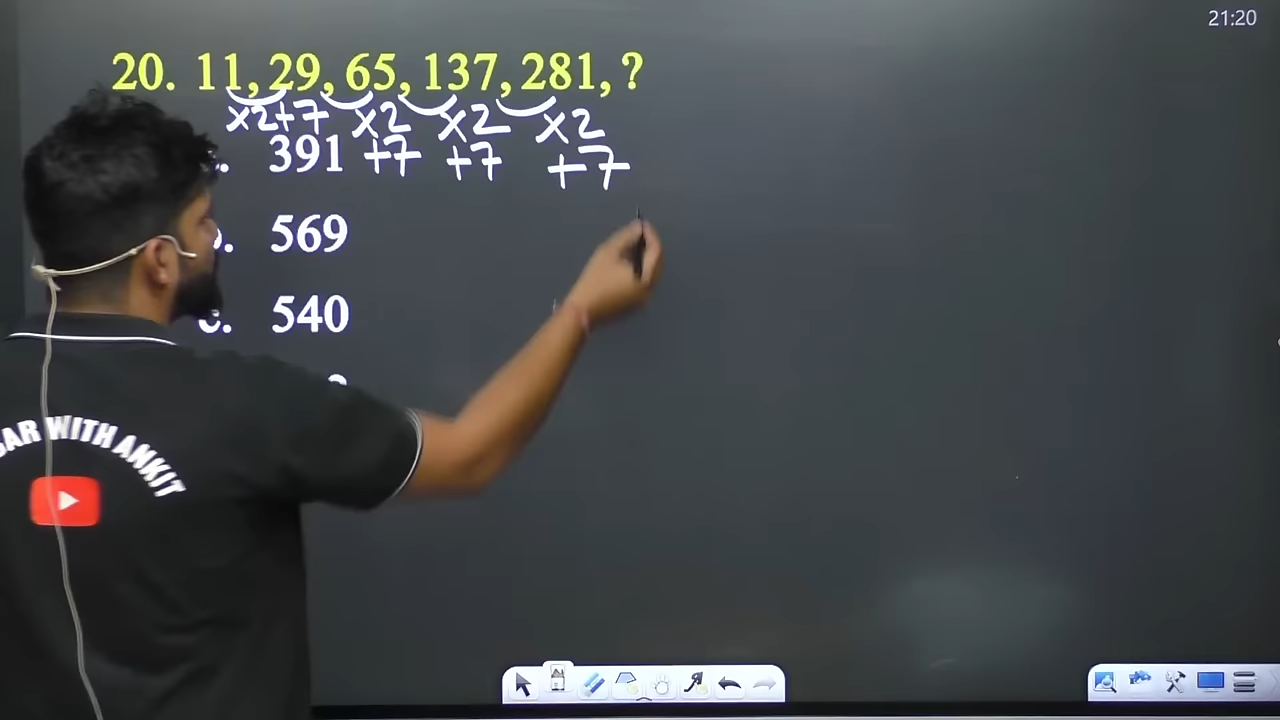 21:20
20. 11, 29, 65, 137, 281, ?
×2+7 ×2 ×2 ×2
391 +7 +7 +7
569
540
WITH ANKIT